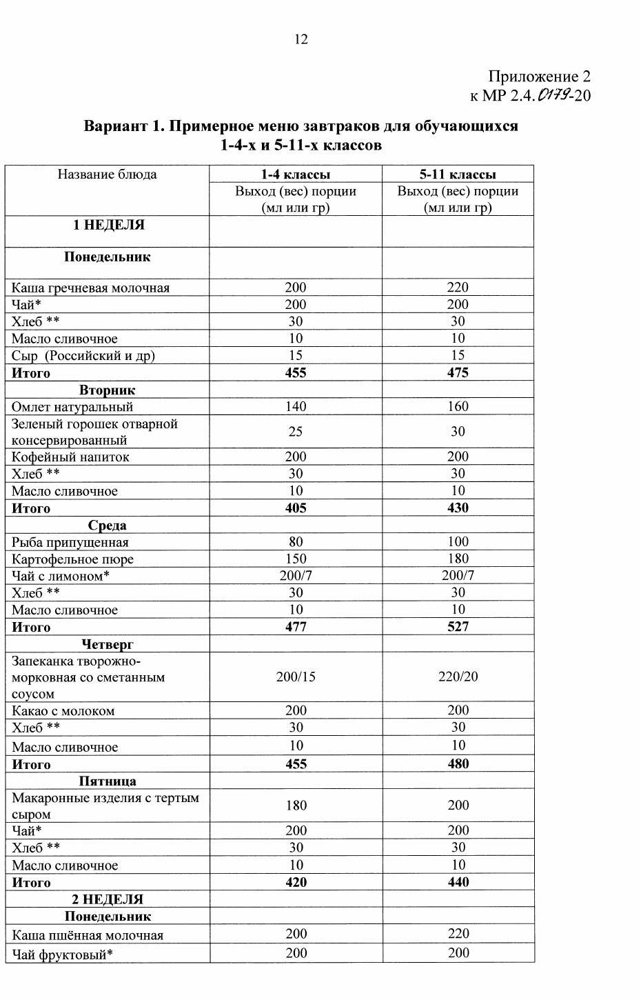 12
Приложение 2
к МР 2.4.0179-20
Вариант 1. Примерное меню завтраков для обучающихся
1-4-х и 5-11-х классов
Название блюда 1-4 классы 5-11 классы
Выход (вес) порции Выход (вес) порции
(мл или гр) (мл или гр)
1 НЕДЕЛЯ
Понедельник
Каша гречневая молочная 200 220
Чай* 200 200
Хлеб ** 30 30
Масло сливочное 10 10
Сыр (Российский и др) 15 15
Итого 455 475
Вторник
Омлет натуральный 140 160
Зеленый горошек отварной
консервированный 25 30
Кофейный напиток 200 200
Хлеб ** 30 30
Масло сливочное 10 10
Итого 405 430
Среда
Рыба припущенная 80 100
Картофельное пюре 150 180
Чай с лимоном* 200/7 200/7
Хлеб ** 30 30
Масло сливочное 10 10
Итого 477 527
Четверг
Запеканка творожно-
морковная со сметанным 200/15 220/20
соусом
Какао с молоком 200 200
Хлеб ** 30 30
Масло сливочное 10 10
Итого 455 480
Пятница
Макаронные изделия с тертым
сыром 180 200
Чай* 200 200
Хлеб ** 30 30
Масло сливочное 10 10
Итого 420 440
2 НЕДЕЛЯ
Понедельник
Каша пшённая молочная 200 220
Чай фруктовый* 200 200